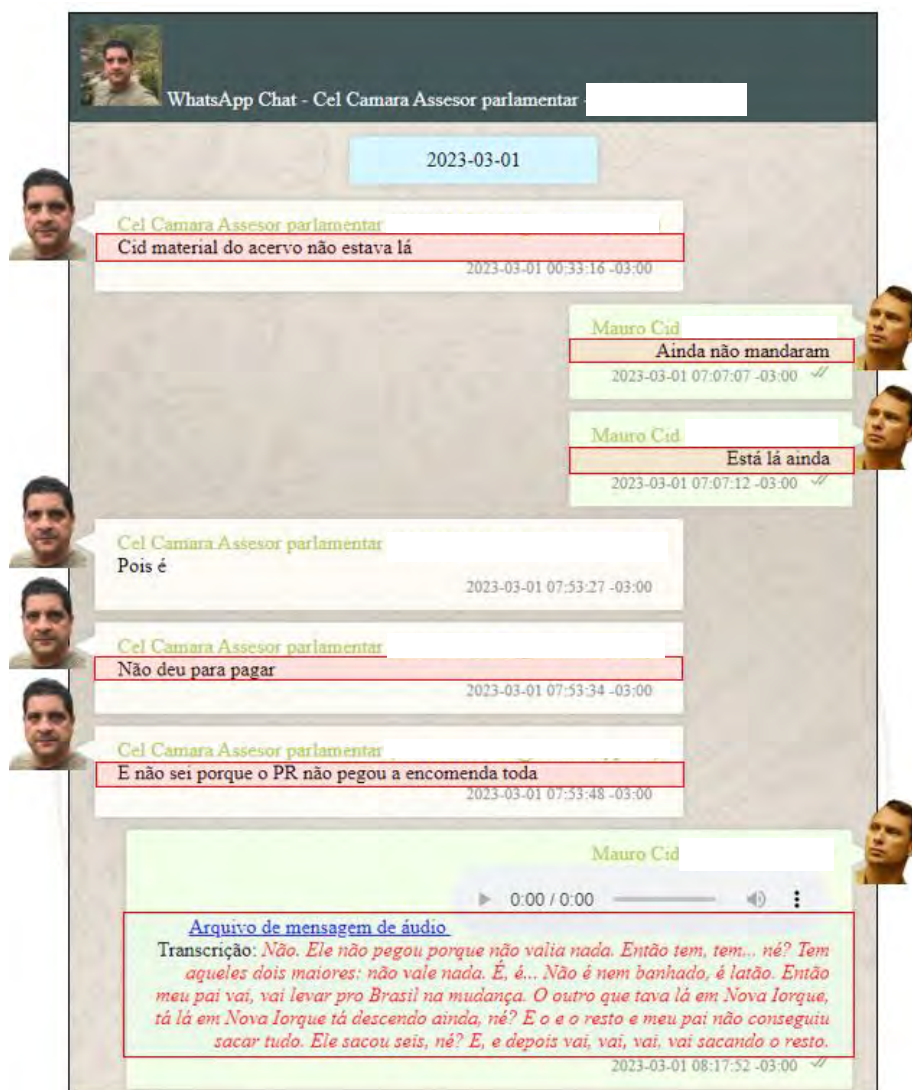 WhatsApp Chat - Cel Camara Assesor parlamentar -
2023-03-01
Cel Camara Assesor parlamentar
Cid material do acervo não estava lá
2023-03-01 00:33:16 -03:00
Mauro Cid
Ainda não mandaram
2023-03-01 07:07:07 -03:00
Mauro Cid
Está lá ainda
2023-03-01 07:07:12 -03:00
Cel Camara Assesor parlamentar
Pois é
2023-03-01 07:53:27 -03:00
Cel Camara Assesor parlamentar
Não deu para pagar
2023-03-01 07:53:34 -03:00
Cel Camara Assesor parlamentar
E não sei porque o PR não pegou a encomenda toda
2023-03-01 07:53:48 -03:00
Mauro Cid
0:00 / 0:00
Arquivo de mensagem de áudio
Transcrição: Não. Ele não pegou porque não valia nada. Então tem, tem... né? Tem
aqueles dois maiores: não vale nada. É, é... Não é nem banhado, é latão. Então
meu pai vai, vai levar pro Brasil na mudança. O outro que tava lá em Nova Iorque,
tá lá em Nova Iorque tá descendo ainda, né? E o e o resto e meu pai não conseguiu
sacar tudo. Ele sacou seis, né? E, e depois vai, vai, vai, vai sacando o resto.
2023-03-01 08:17:52 -03:00